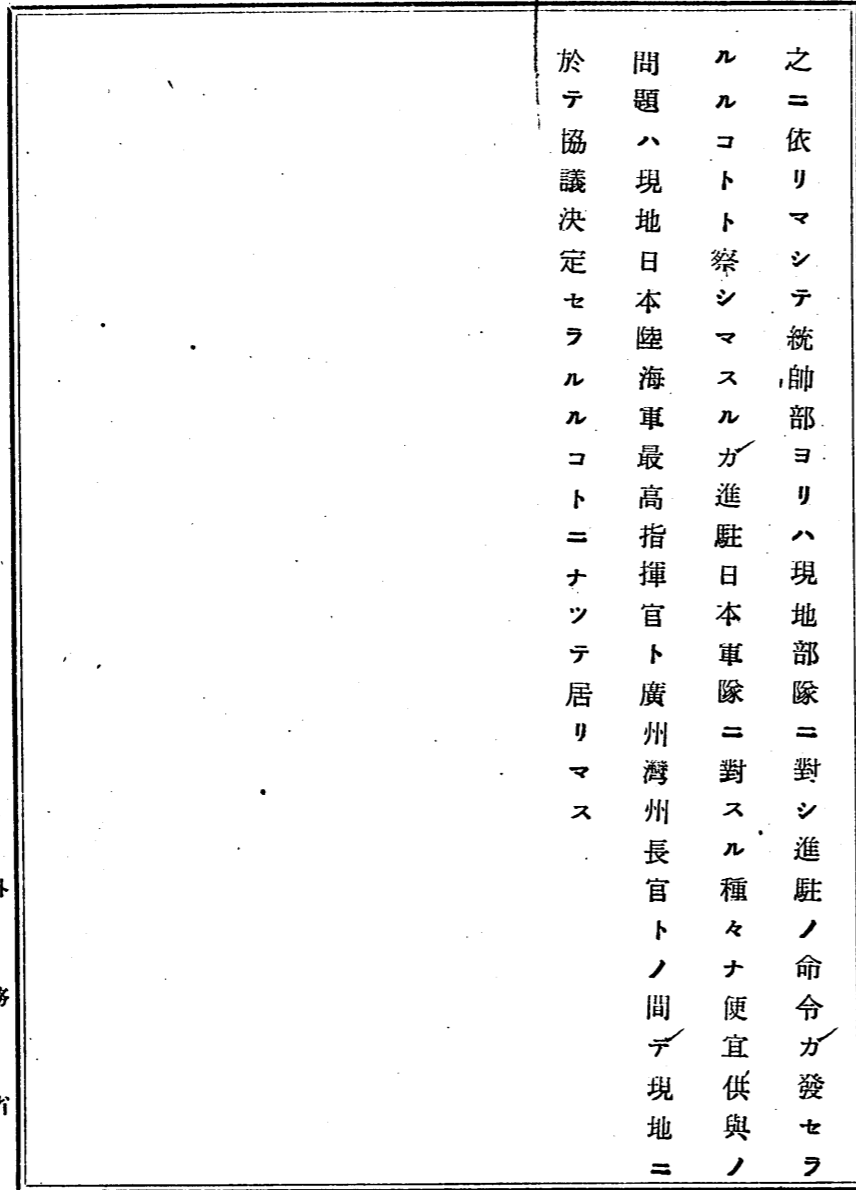 之ニ依リマシテ統帥部ヨリハ現地部隊ニ對シ進駐ノ命令ガ發セラ
ルルコトト察シマスルガ進駐日本軍隊ニ對スル種々ナ便宜供與ノ
問題ハ現地日本陸海軍最高指揮官ト廣州灣州長官トノ間デ現地ニ
於テ協議決定セラルルコトニナツテ居リマス
外務省